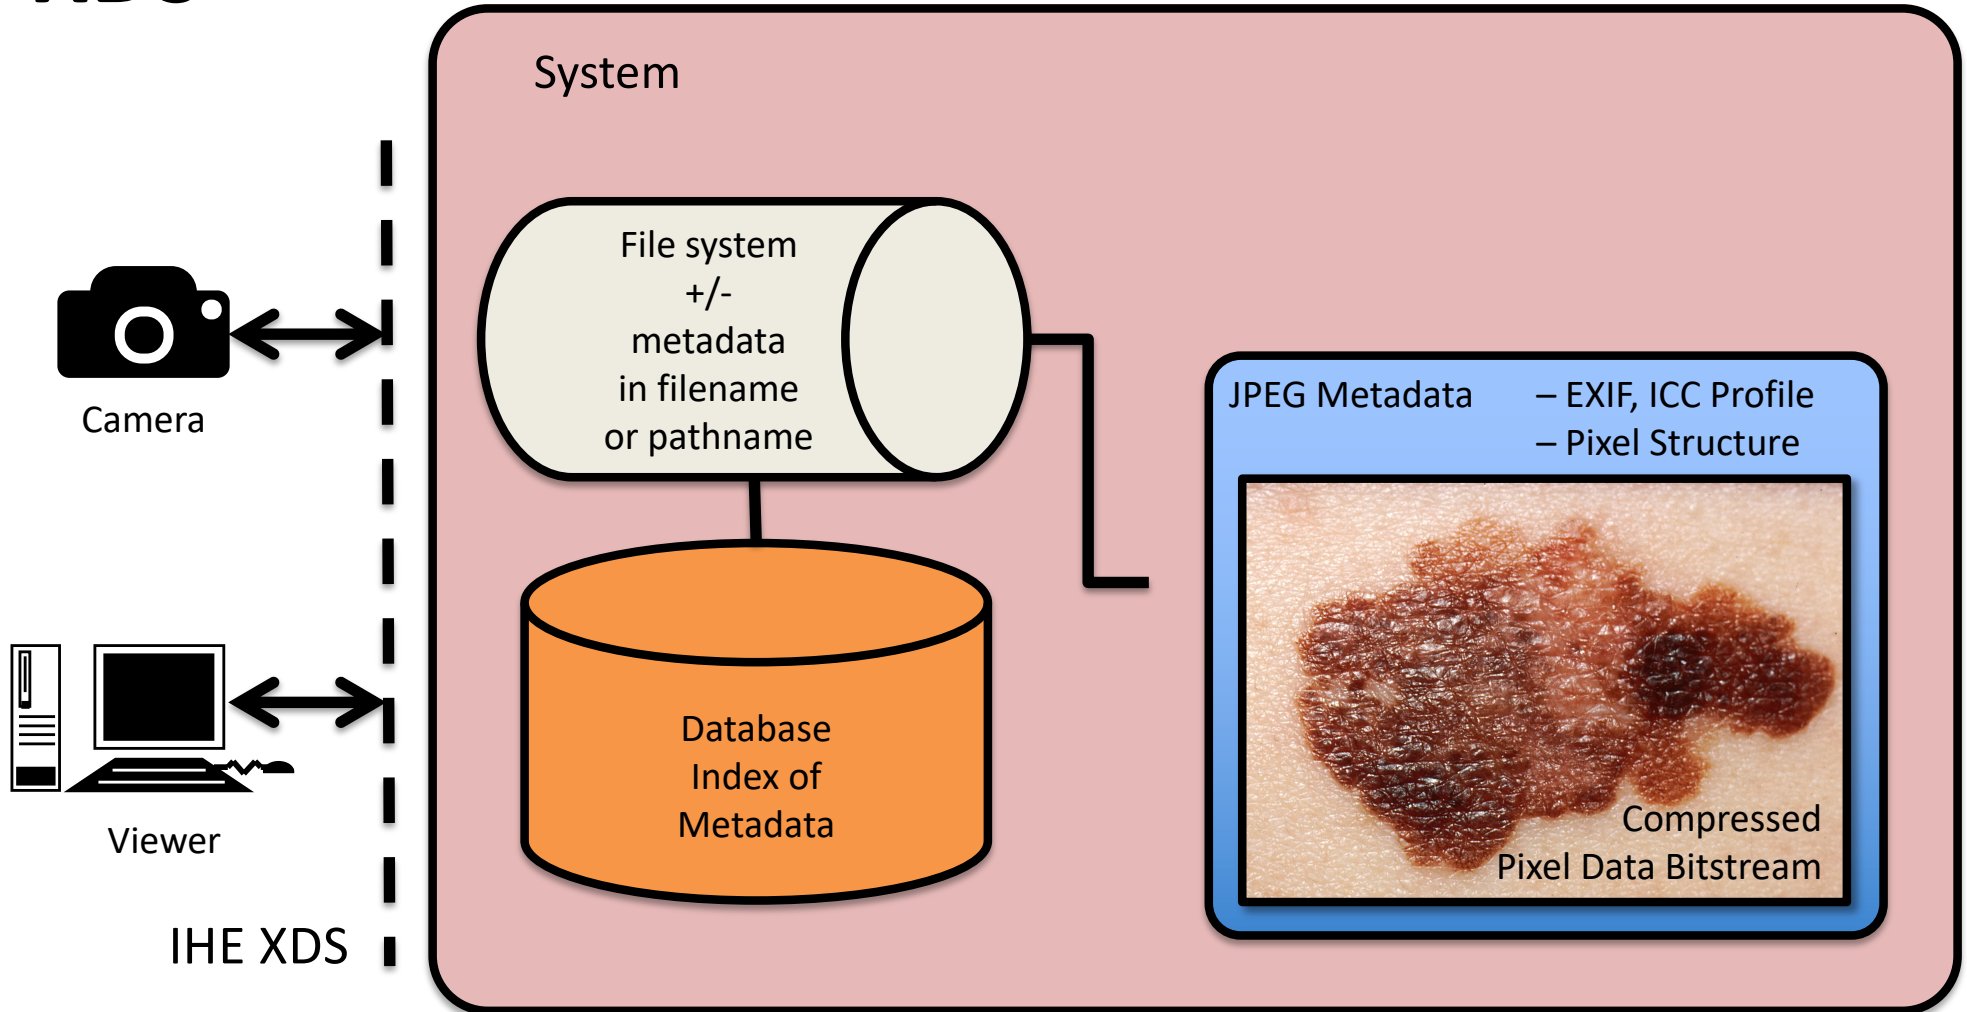 System
File system
+/-
metadata
in filename
or pathname
Camera
JPEG Metadata – EXIF, ICC Profile
– Pixel Structure
Database
Index of
Metadata
Viewer
Compressed
Pixel Data Bitstream
IHE XDS